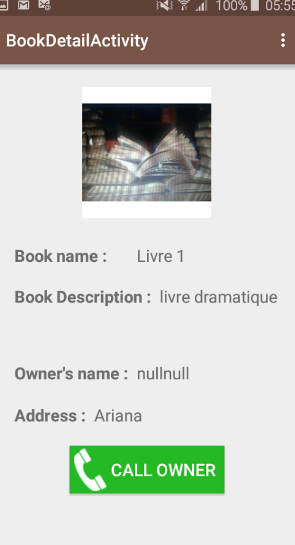 100% 05:55
BookDetailActivity
Book name : Livre 1
Book Description : livre dramatique
Owner's name : nullnull
Address : Ariana
CALL OWNER